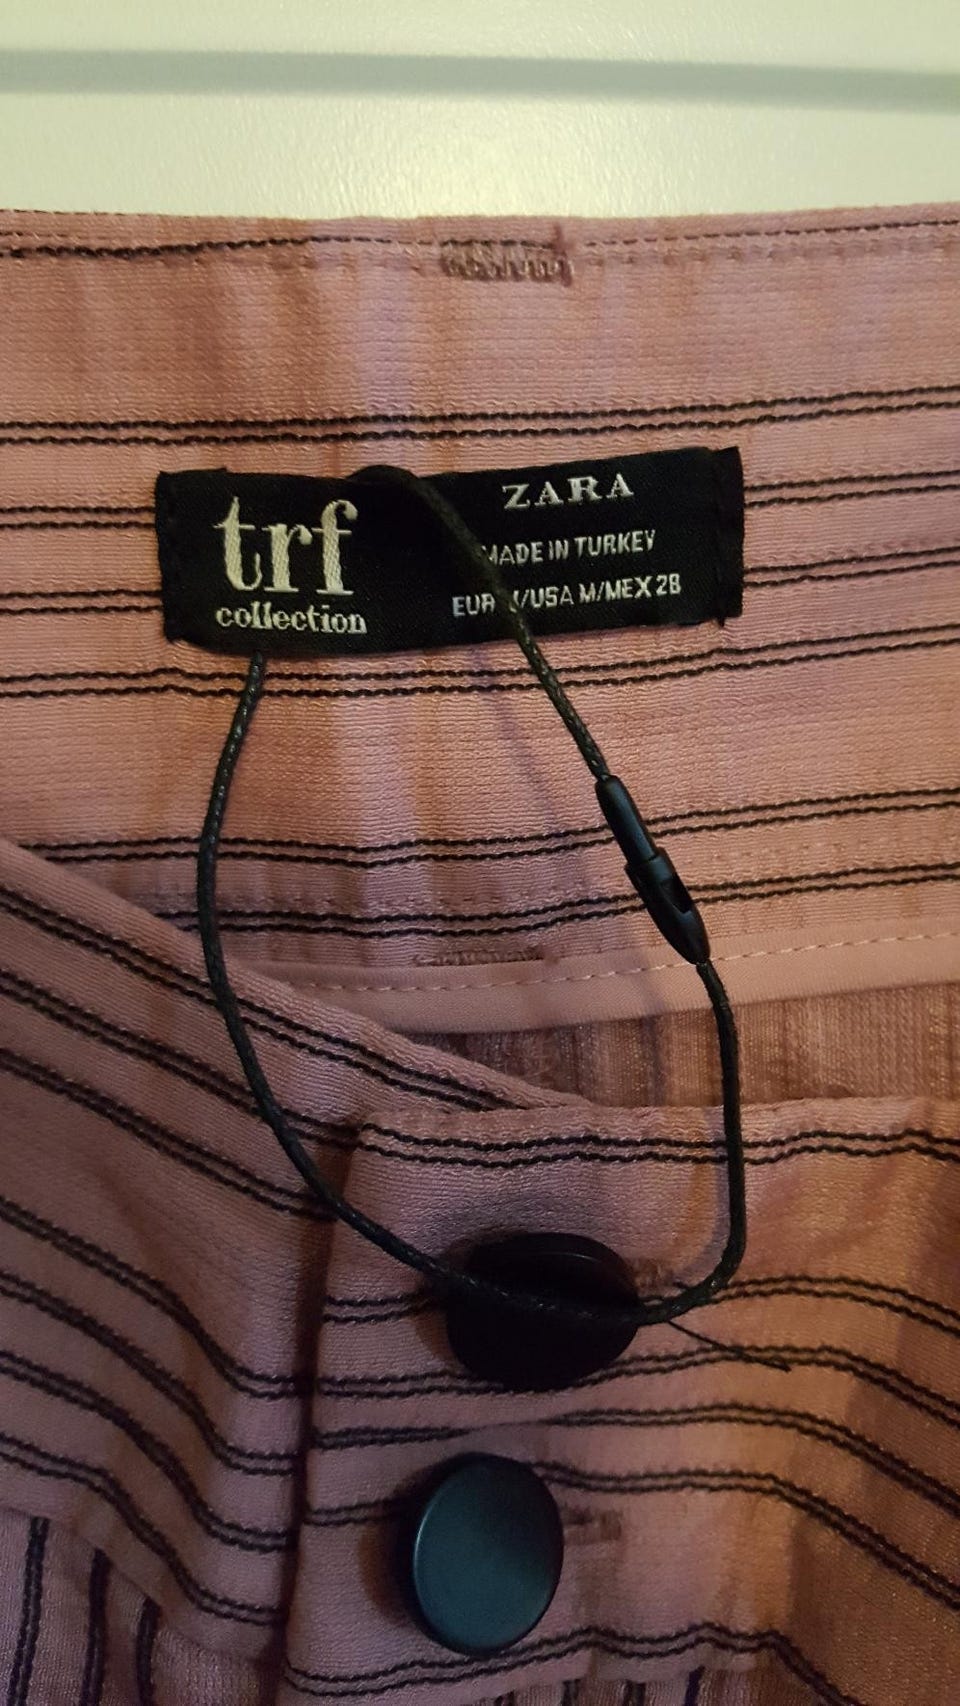 trf
collection
ZARA
MADE IN TURKEY
EUR /USA M/MEX 28